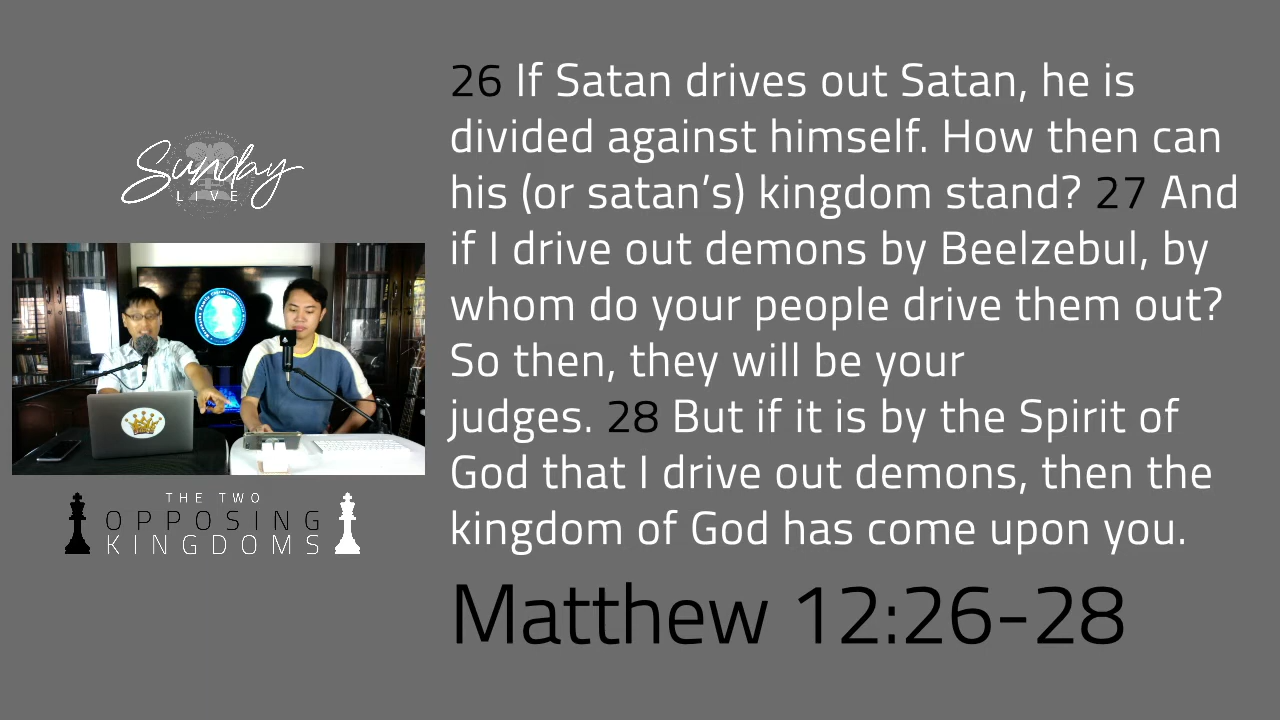 Sunday
LIVE
THE TWO
OPPOSING
KINGDOMS
26 If Satan drives out Satan, he is
divided against himself. How then can
his (or satan’s) kingdom stand? 27 And
if I drive out demons by Beelzebul, by
whom do your people drive them out?
So then, they will be your
judges. 28 But if it is by the Spirit of
God that I drive out demons, then the
kingdom of God has come upon you.
Matthew 12:26-28